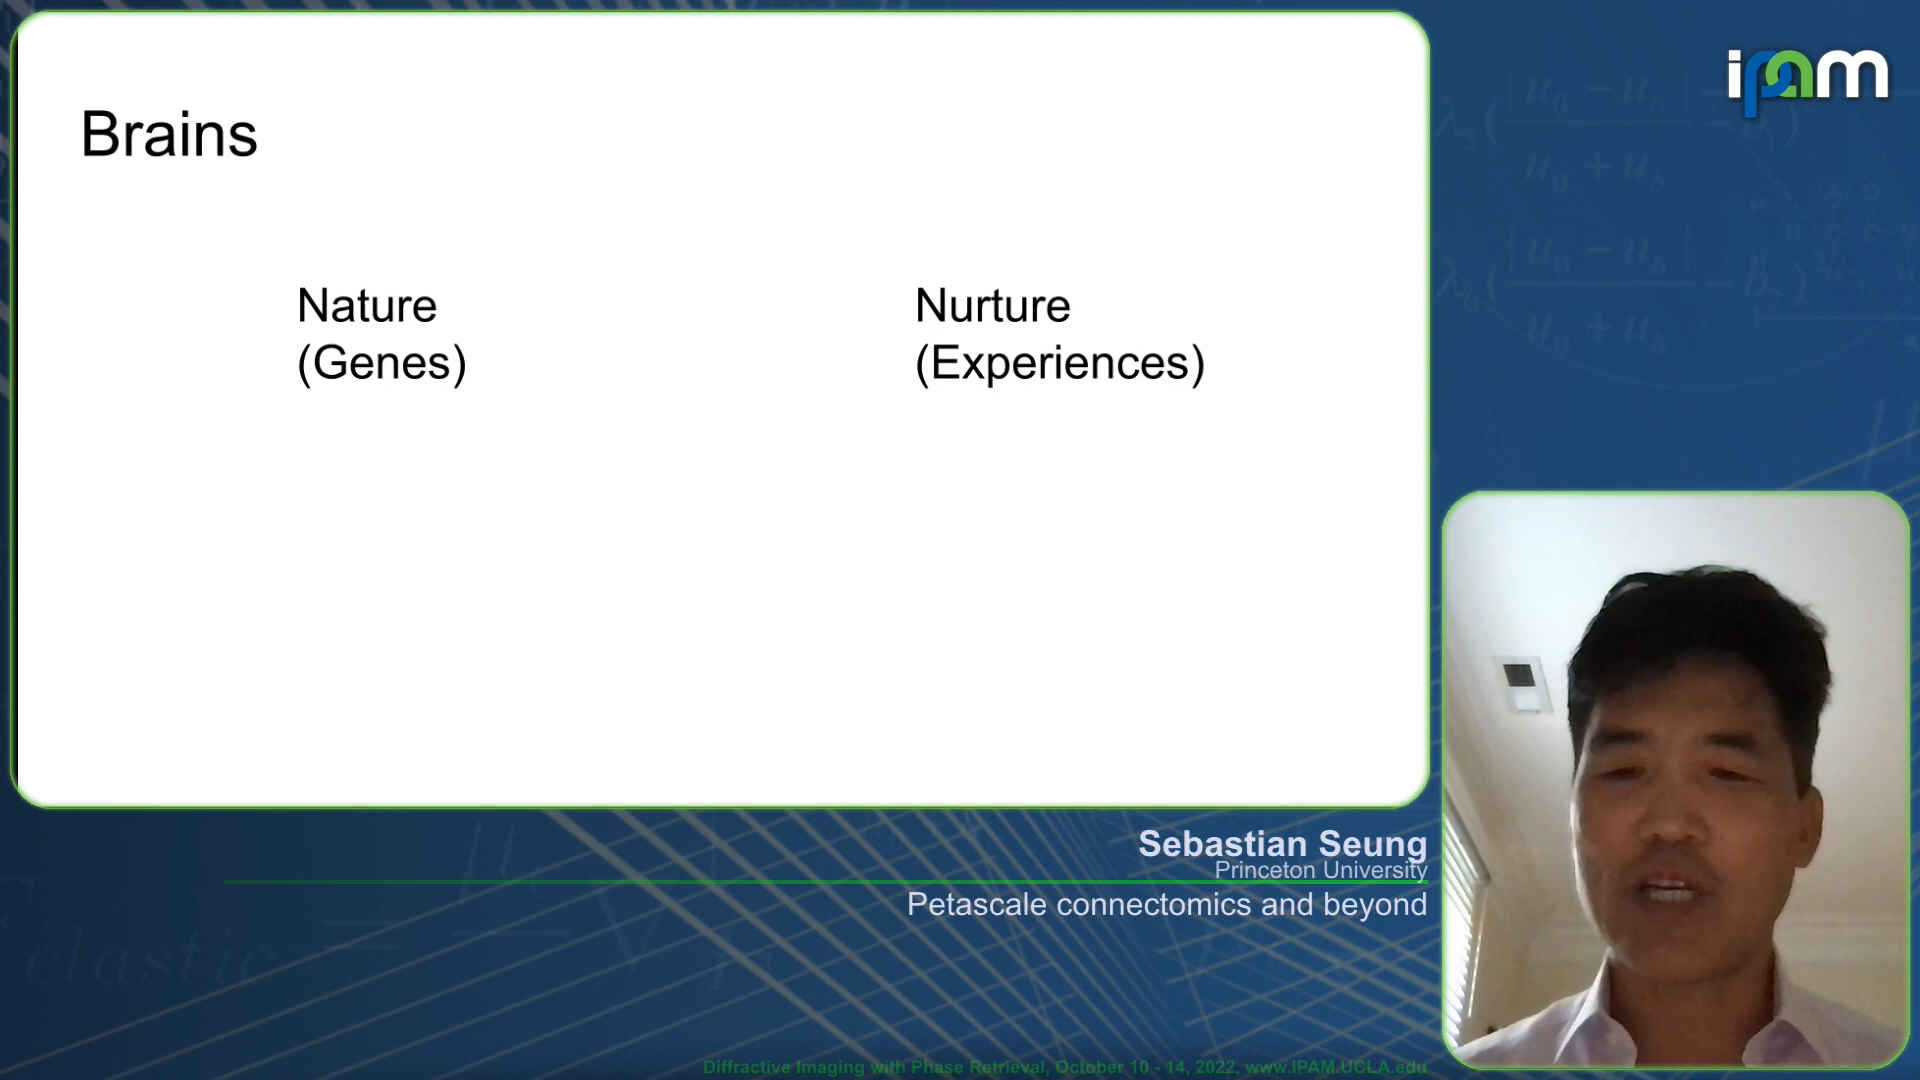 Brains
Nature
(Genes)
Nurture
(Experiences)
ipam
Sebastian Seung
Princeton University
Petascale connectomics and beyond
Diffractive Imaging with Phase Retrieval, October 10 - 14, 2022, www.IPAM.UCLA.edu
elastic